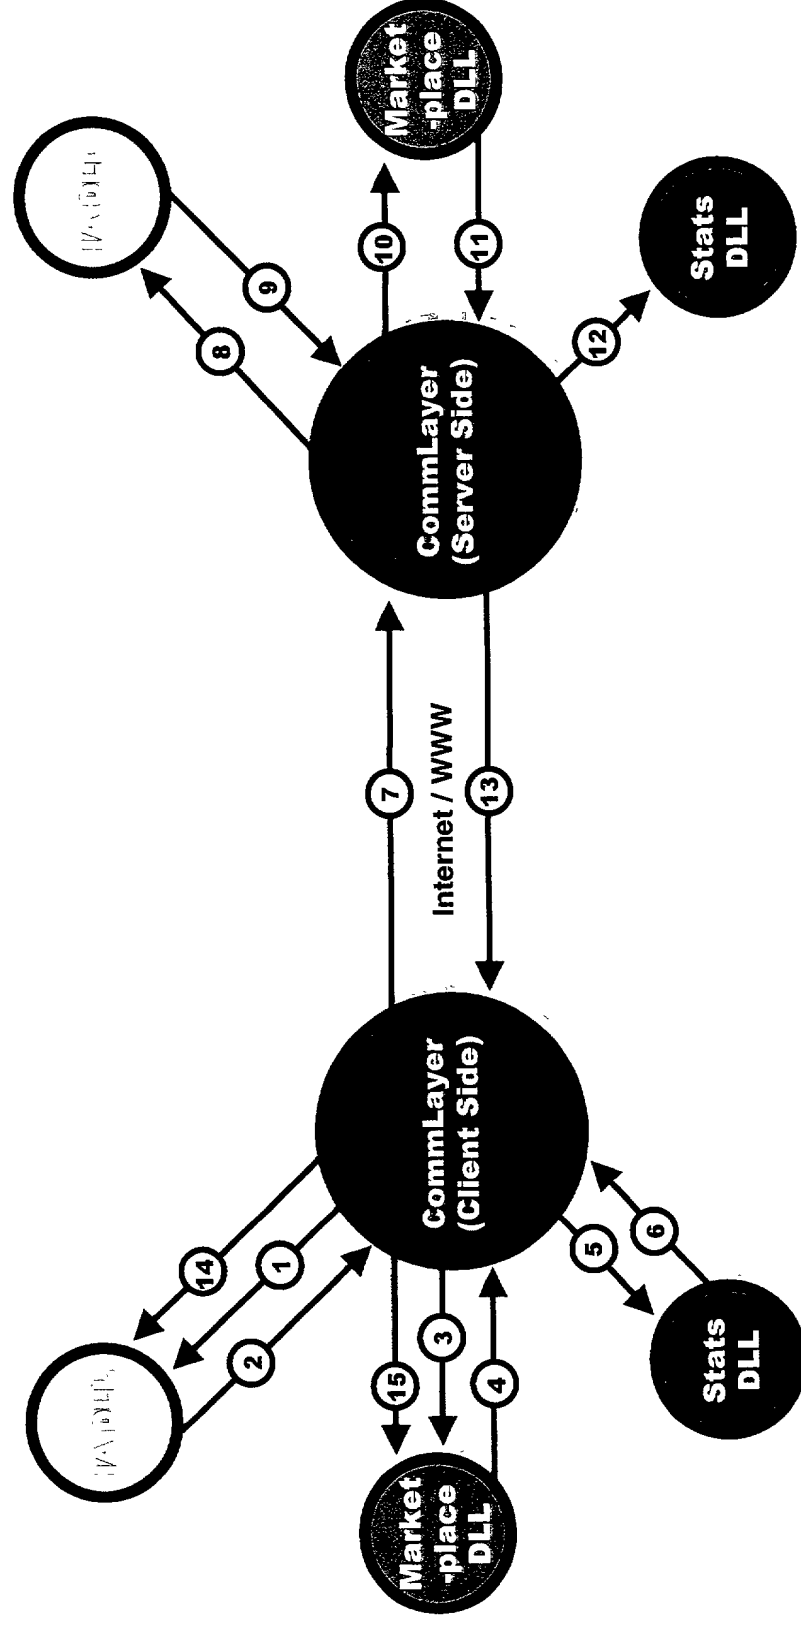 14
8
2
1
9
15
7
10
Market
-place
DLL
3
CommLayer
(Client Side)
Internet / WWW
CommLayer
(Server Side)
Market
-place
DLL
4
13
11
5
6
12
Stats
DLL
Stats
DLL